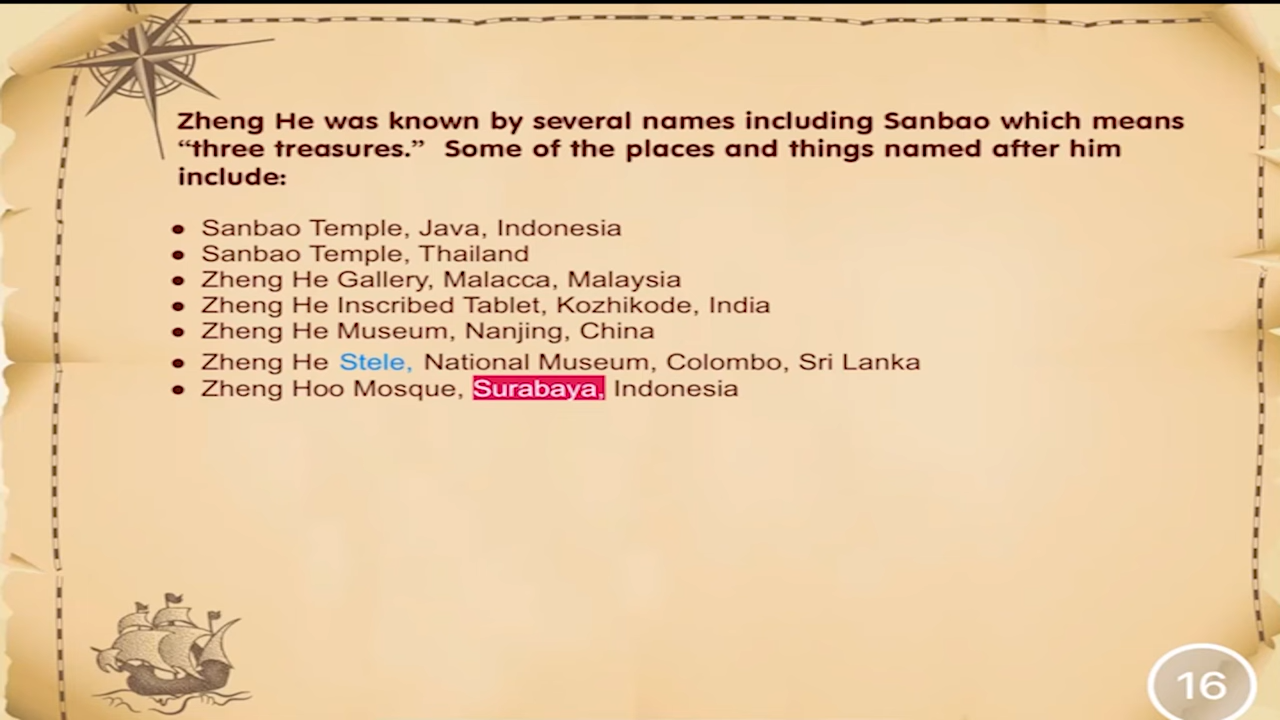 Zheng He was known by several names including Sanbao which means
“three treasures.” Some of the places and things named after him
include:
• Sanbao Temple, Java, Indonesia
• Sanbao Temple, Thailand
• Zheng He Gallery, Malacca, Malaysia
• Zheng He Inscribed Tablet, Kozhikode, India
• Zheng He Museum, Nanjing, China
• Zheng He Stele, National Museum, Colombo, Sri Lanka
• Zheng Hoo Mosque, Surabaya, Indonesia
16